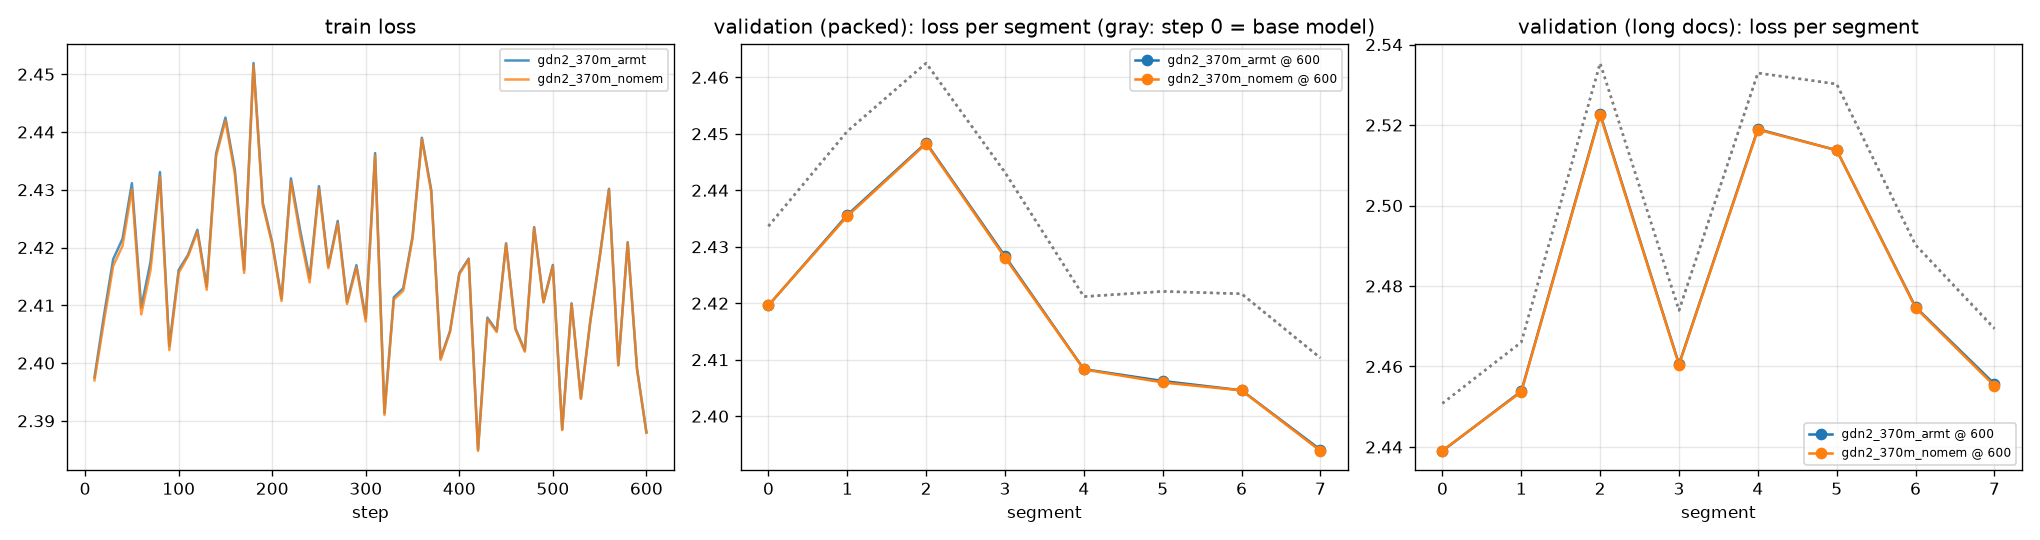 train loss
2.45
2.44
2.43
2.42
2.41
2.40
2.39
0 100 200 300 400 500 600
step
gdn2_370m_armt
gdn2_370m_nomem
validation (packed): loss per segment (gray: step 0 = base model)
2.46
2.45
2.44
2.43
2.42
2.41
2.40
0 1 2 3 4 5 6 7
segment
gdn2_370m_armt @ 600
gdn2_370m_nomem @ 600
validation (long docs): loss per segment
2.54
2.52
2.50
2.48
2.46
2.44
0 1 2 3 4 5 6 7
segment
gdn2_370m_armt @ 600
gdn2_370m_nomem @ 600